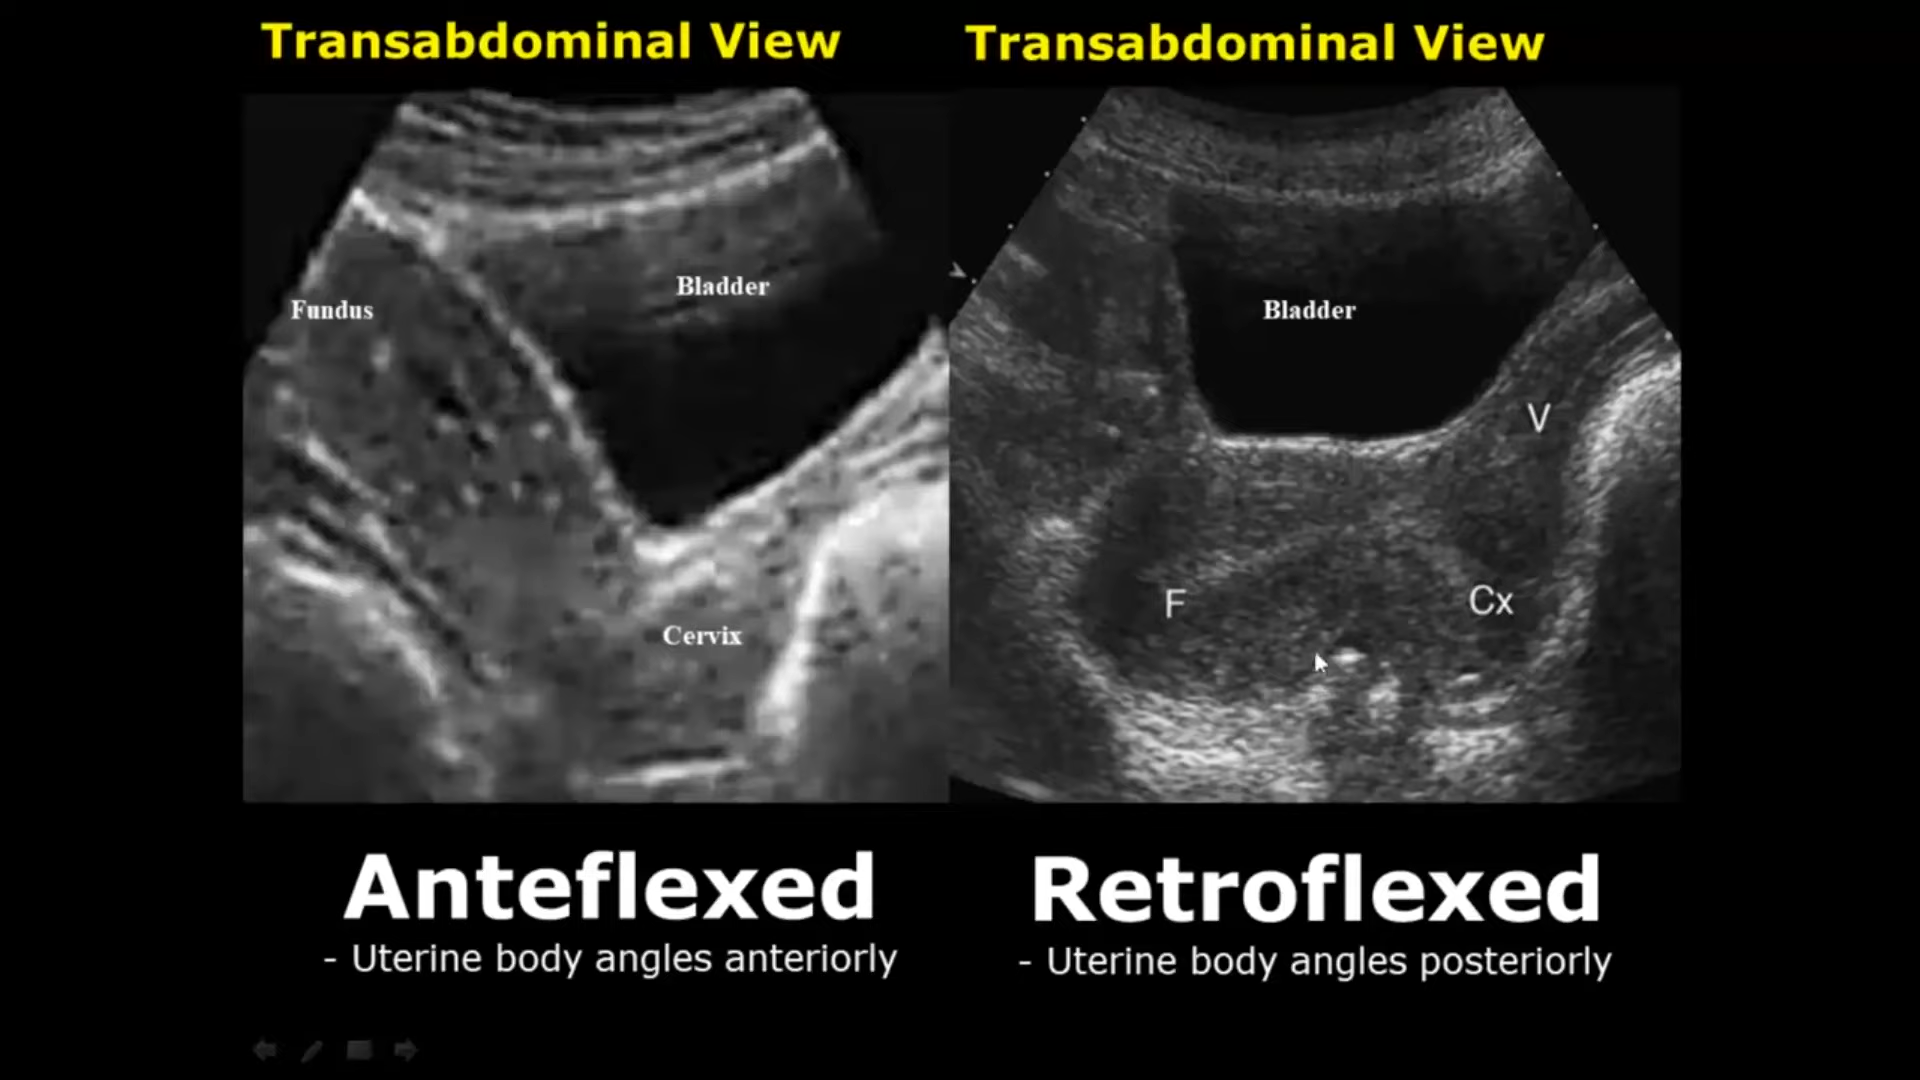 Transabdominal View
Transabdominal View
Fundus
Bladder
Cervix
Bladder
V
F
Cx
Anteflexed
- Uterine body angles anteriorly
Retroflexed
- Uterine body angles posteriorly